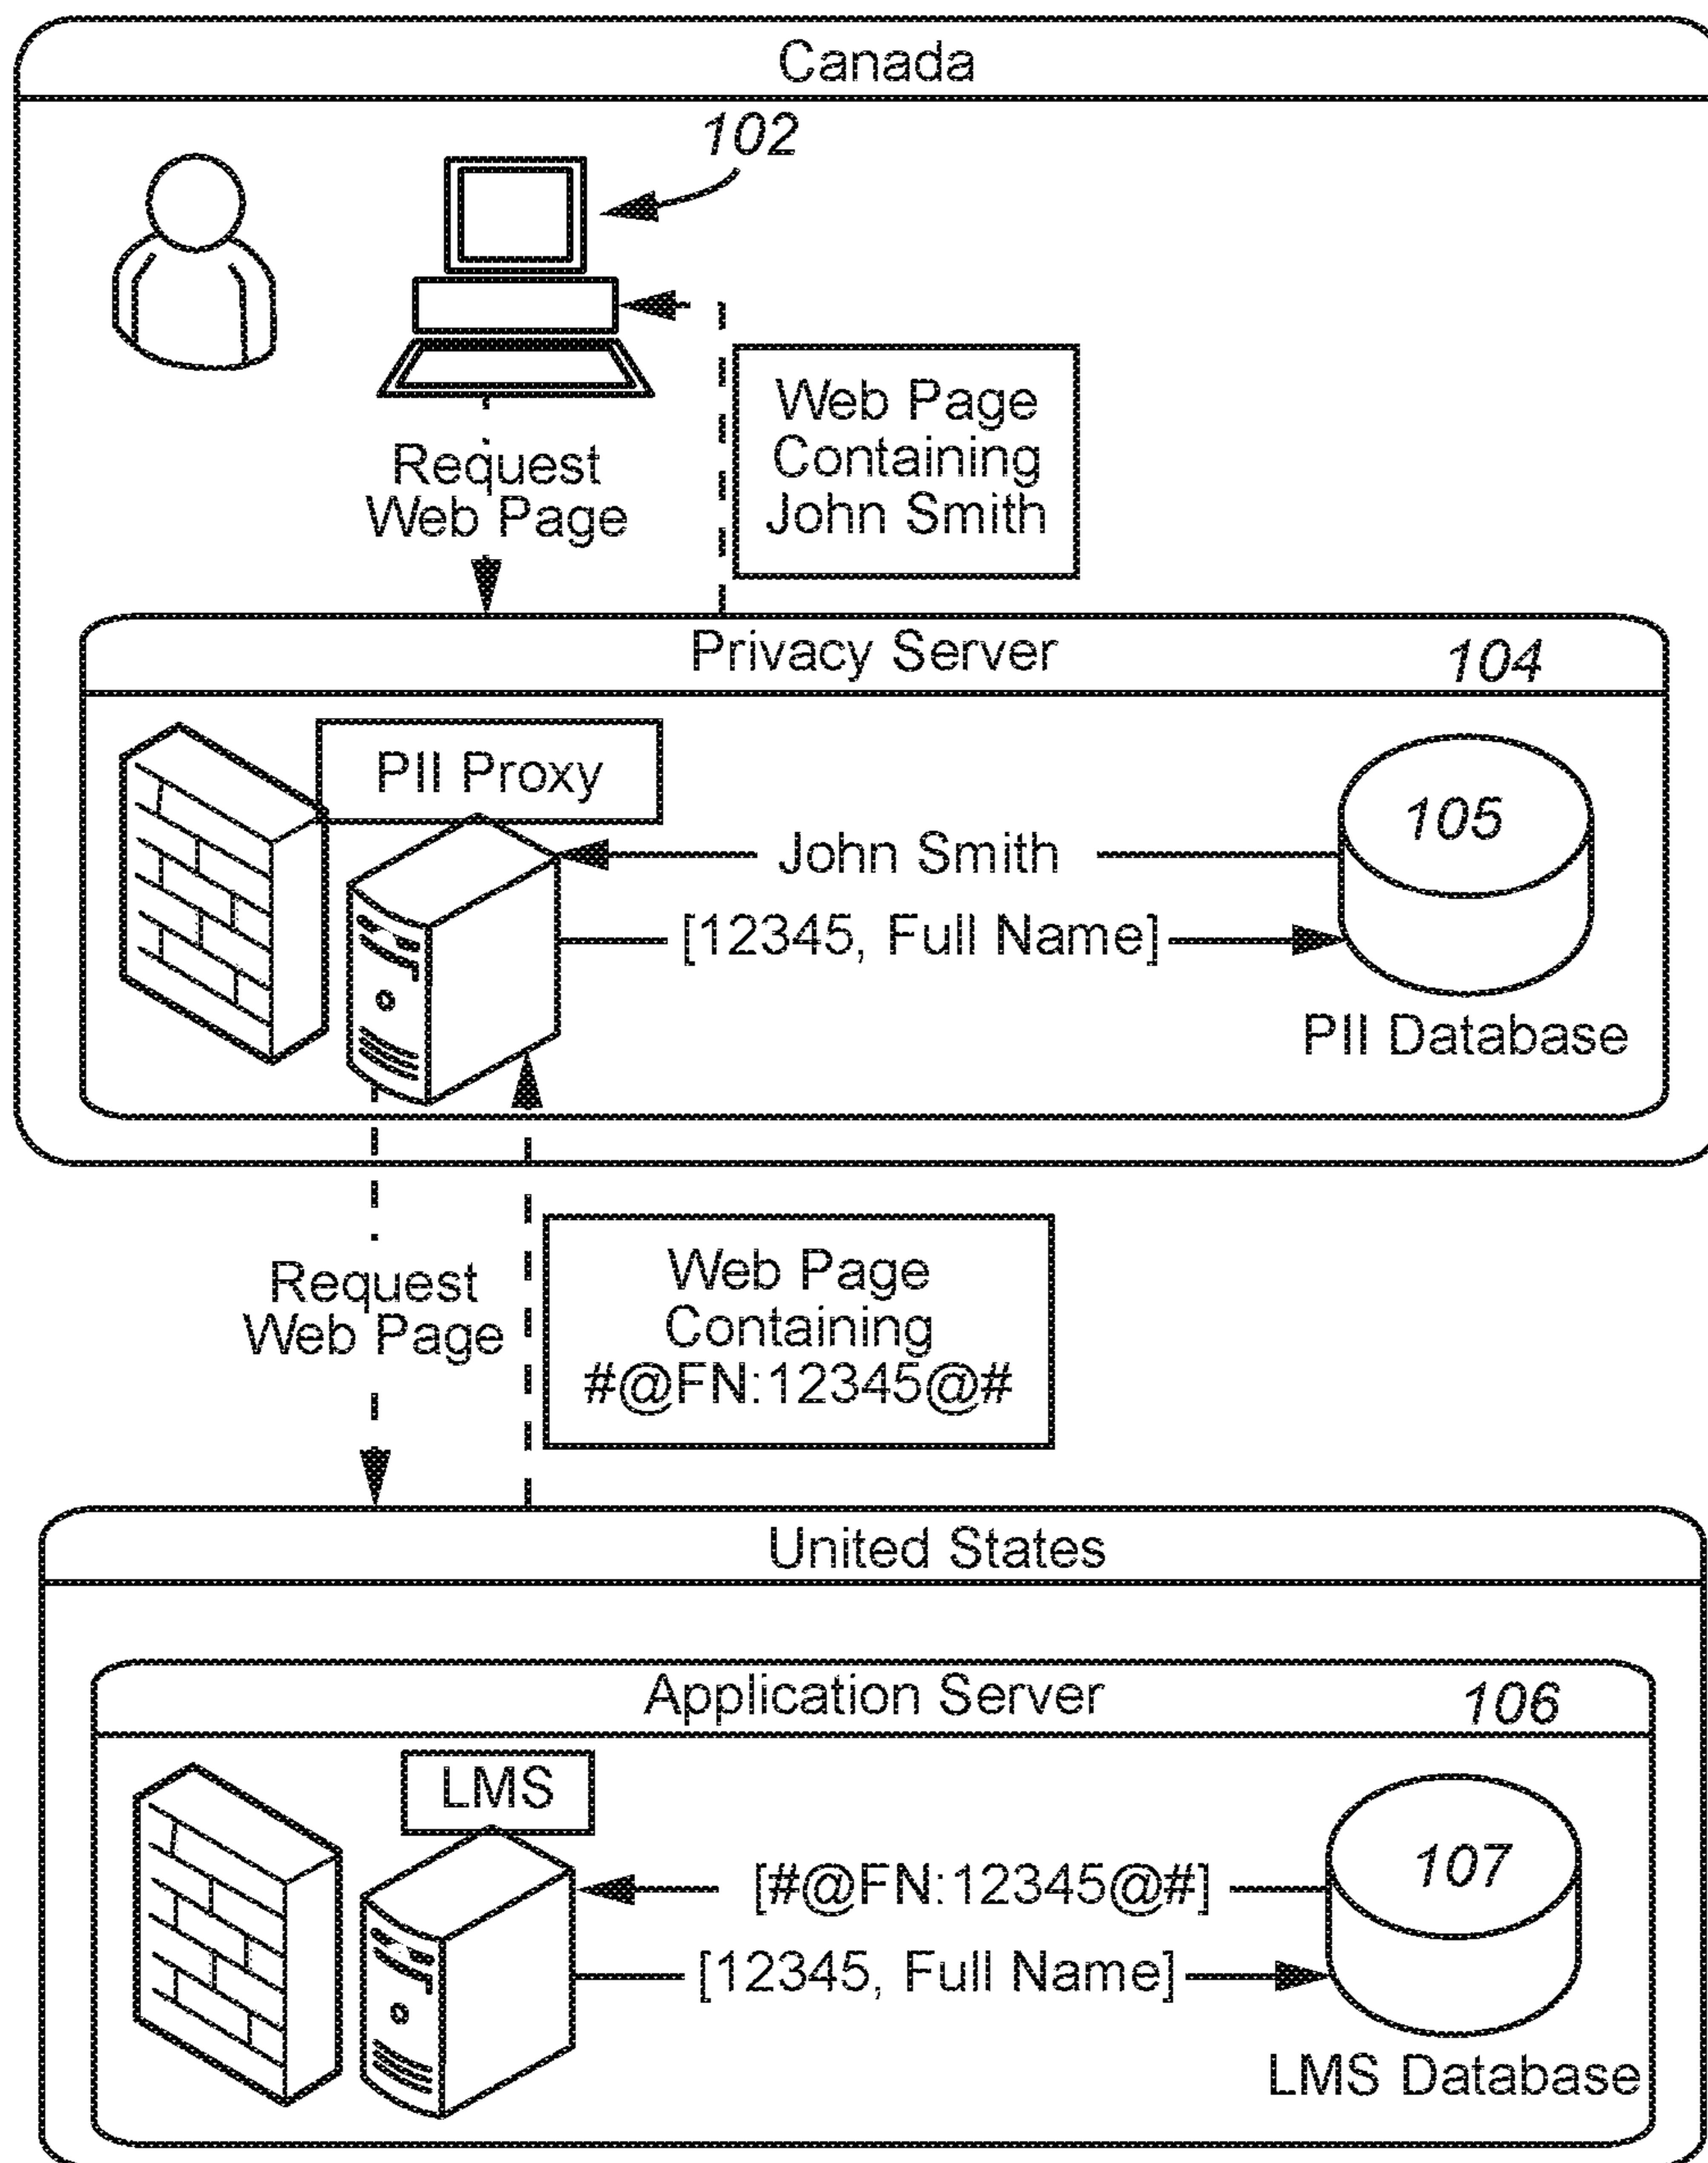 Canada
102
Request
Web Page
Web Page
Containing
John Smith
Privacy Server
104
PII Proxy
105
John Smith
[12345, Full Name]
PII Database
Request
Web Page
Web Page
Containing
#@FN:12345@#
United States
Application Server
106
LMS
107
[#@FN:12345@#]
[12345, Full Name]
LMS Database